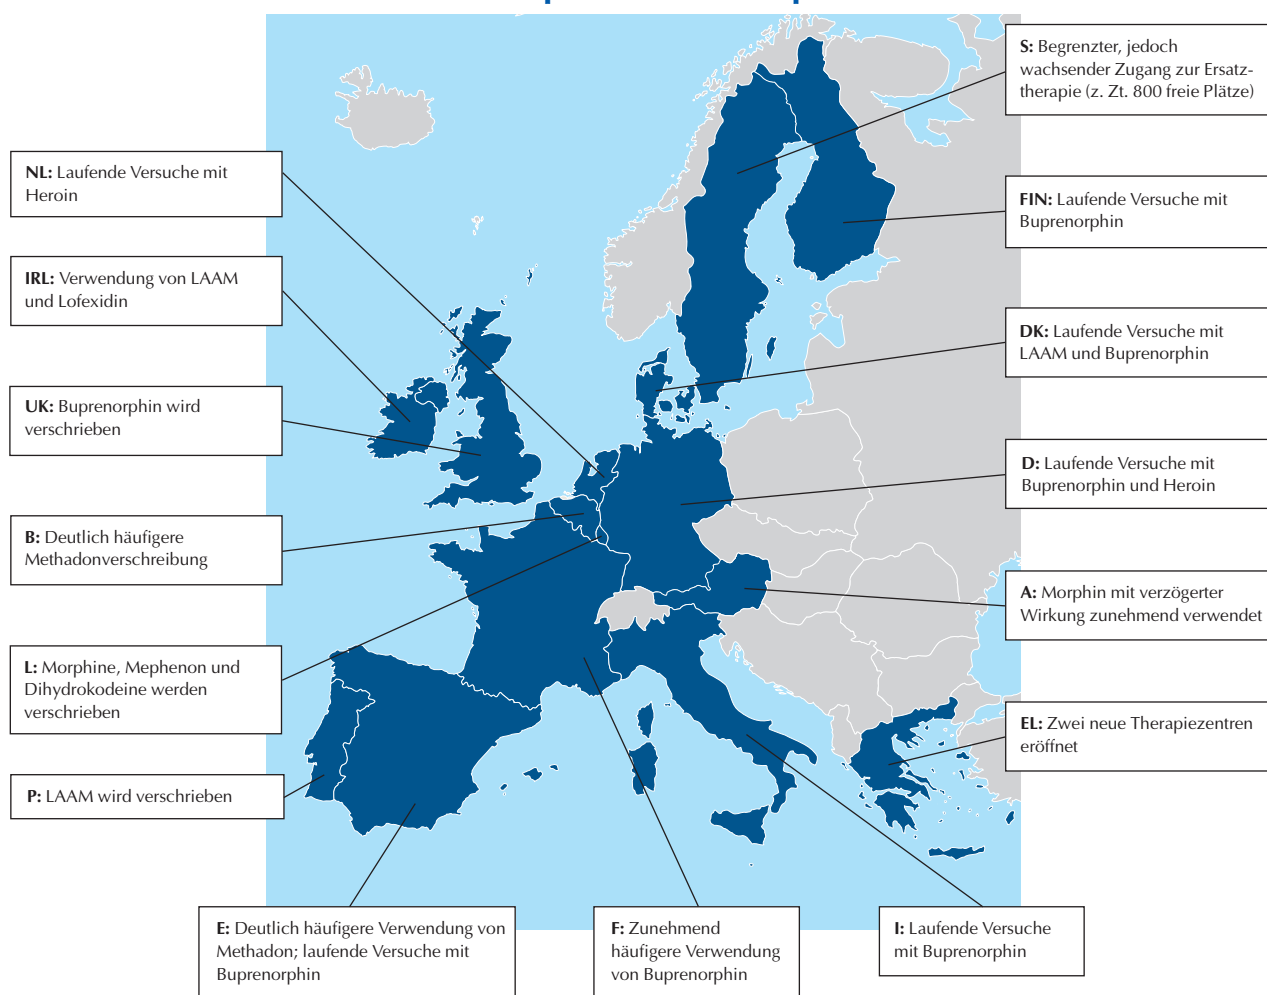 S: Begrenzter, jedoch
wachsender Zugang zur Ersatz-
therapie (z. Zt. 800 freie Plätze)
NL: Laufende Versuche mit
Heroin
FIN: Laufende Versuche mit
Buprenorphin
IRL: Verwendung von LAAM
und Lofexidin
DK: Laufende Versuche mit
LAAM und Buprenorphin
UK: Buprenorphin wird
verschrieben
D: Laufende Versuche mit
Buprenorphin und Heroin
B: Deutlich häufigere
Methadonverschreibung
A: Morphin mit verzögerter
Wirkung zunehmend verwendet
L: Morphine, Mephenon und
Dihydrokodeine werden
verschrieben
EL: Zwei neue Therapiezentren
eröffnet
P: LAAM wird verschrieben
E: Deutlich häufigere Verwendung von
Methadon; laufende Versuche mit
Buprenorphin
F: Zunehmend
häufigere Verwendung
von Buprenorphin
I: Laufende Versuche
mit Buprenorphin